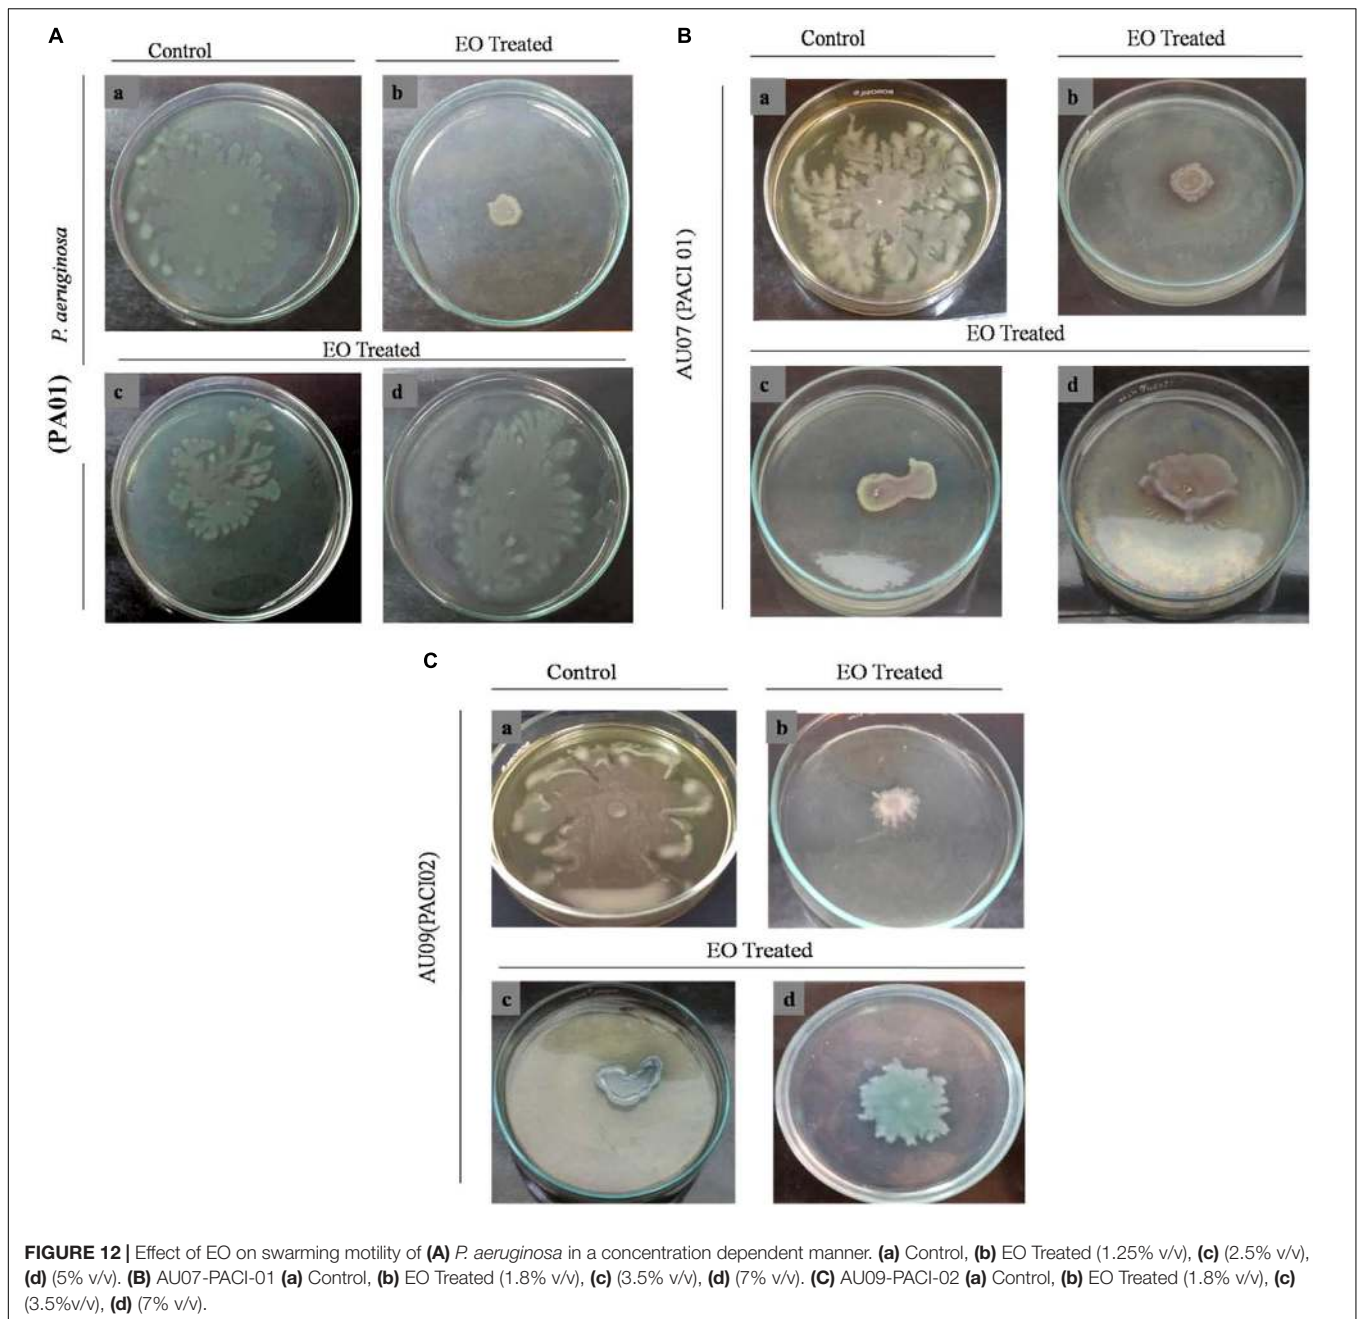 A
Control
EO Treated
a
b
P. aeruginosa
(PA01)
EO Treated
c
d
B
Control
EO Treated
a
b
AU07 (PACI 01)
EO Treated
c
d
C
Control
EO Treated
a
b
AU09(PACI02)
EO Treated
c
d
FIGURE 12 | Effect of EO on swarming motility of (A) P. aeruginosa in a concentration dependent manner. (a) Control, (b) EO Treated (1.25% v/v), (c) (2.5% v/v),
(d) (5% v/v). (B) AU07-PACI-01 (a) Control, (b) EO Treated (1.8% v/v), (c) (3.5% v/v), (d) (7% v/v). (C) AU09-PACI-02 (a) Control, (b) EO Treated (1.8% v/v), (c)
(3.5%v/v), (d) (7% v/v).